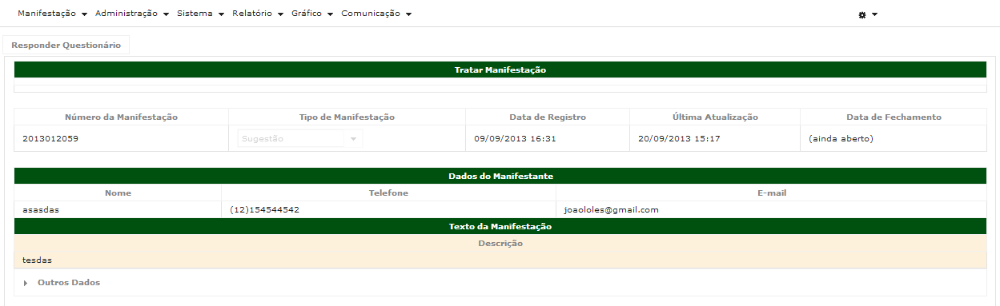 Manifestação Administração Sistema Relatório Gráfico Comunicação
Responder Questionário
Tratar Manifestação
Número da Manifestação Tipo de Manifestação Data de Registro Última Atualização Data de Fechamento
2013012059 Sugestão 09/09/2013 16:31 20/09/2013 15:17 (ainda aberto)
Dados do Manifestante
Nome Telefone E-mail
asasdas (12)154544542 joaololes@gmail.com
Texto da Manifestação
Descrição
tesdas
Outros Dados